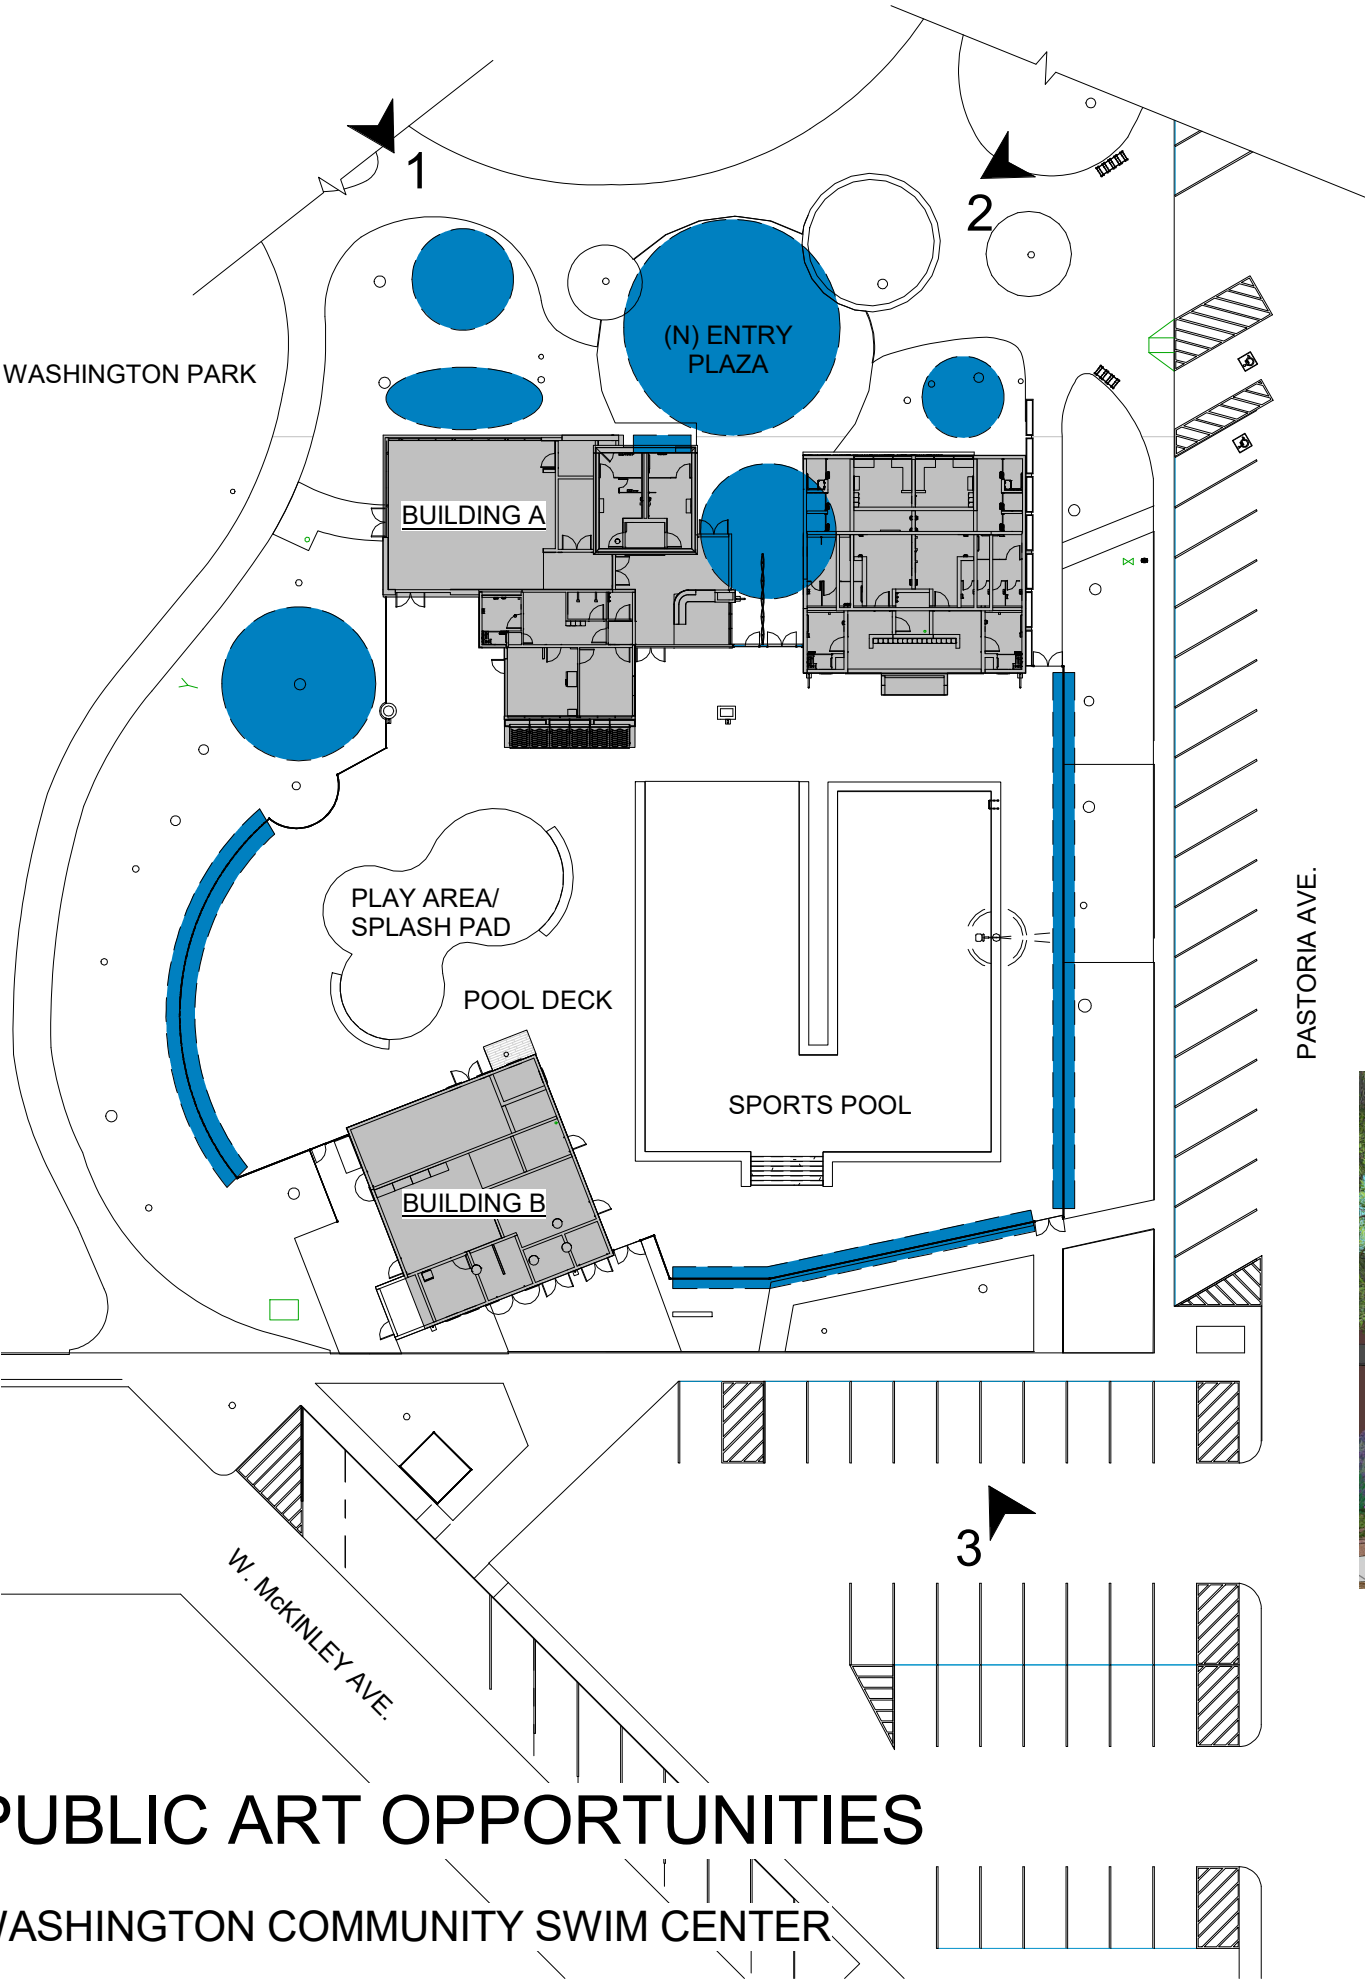 1
2
(N) ENTRY
PLAZA
WASHINGTON PARK
BUILDING A
PLAY AREA/
SPLASH PAD
POOL DECK
PASTORIA AVE.
SPORTS POOL
BUILDING B
3
W. McKINLEY AVE.
PUBLIC ART OPPORTUNITIES
WASHINGTON COMMUNITY SWIM CENTER